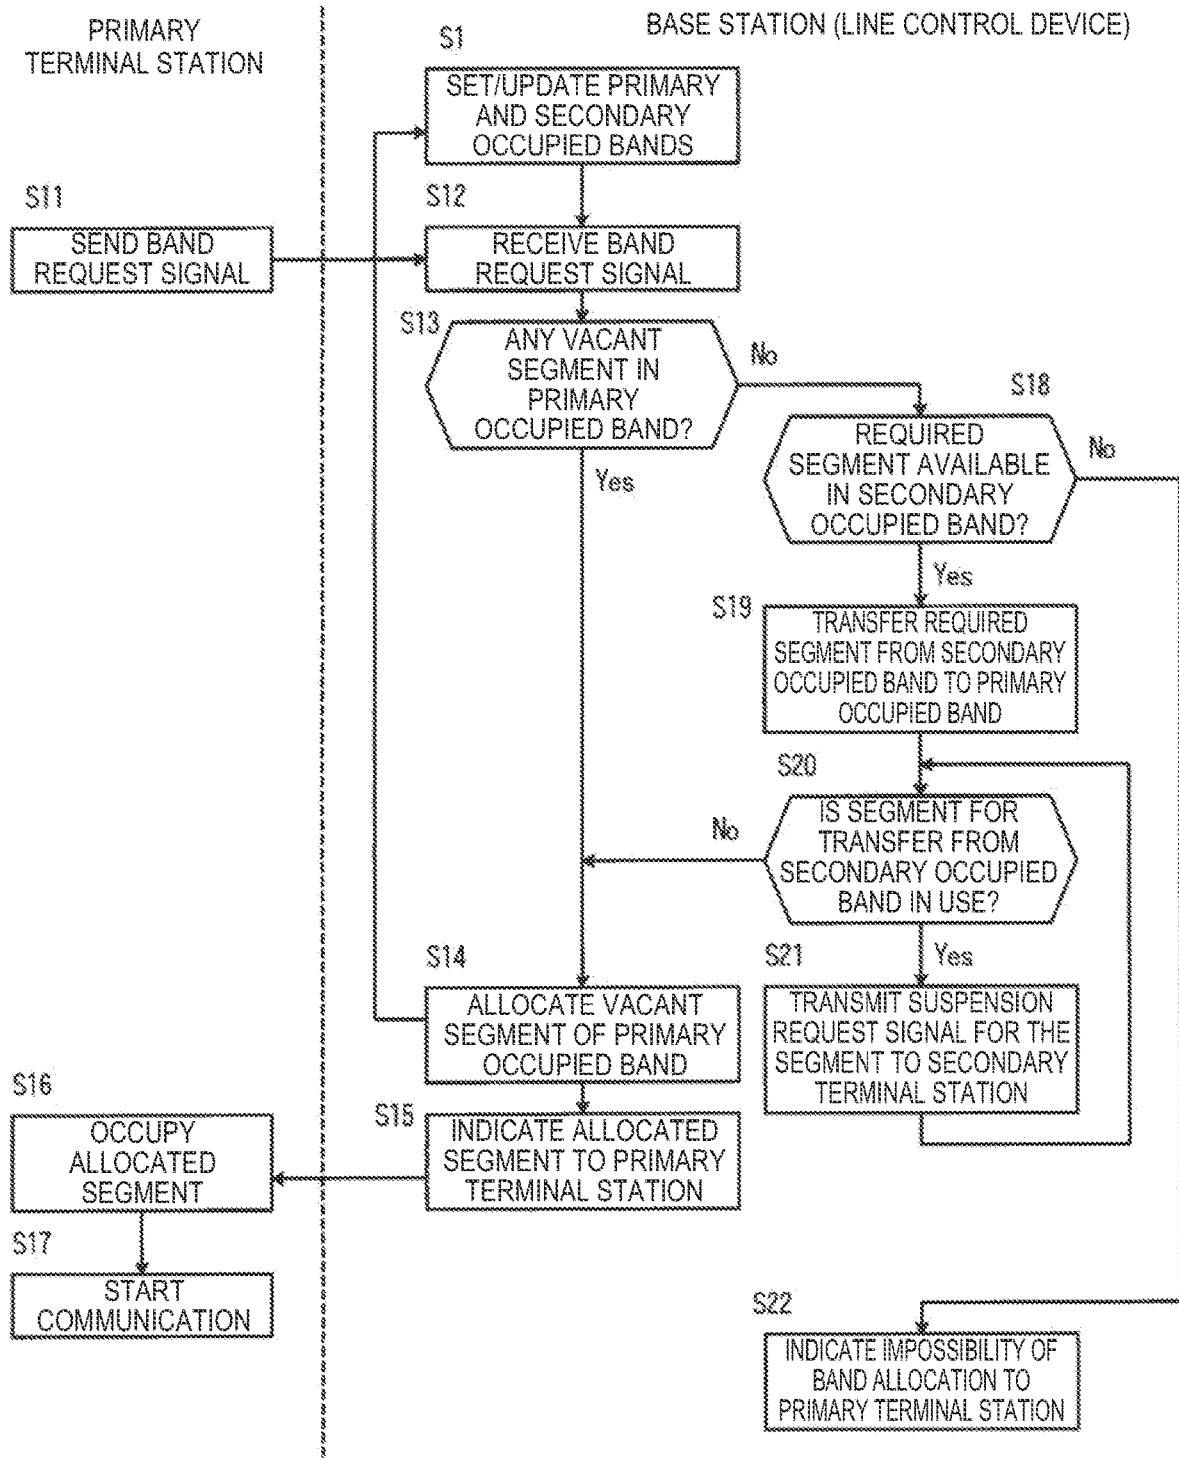 PRIMARY
TERMINAL STATION
BASE STATION (LINE CONTROL DEVICE)
S1
SET/UPDATE PRIMARY
AND SECONDARY
OCCUPIED BANDS
S11
SEND BAND
REQUEST SIGNAL
S12
RECEIVE BAND
REQUEST SIGNAL
S13
ANY VACANT
SEGMENT IN
PRIMARY
OCCUPIED BAND?
No
Yes
S18
REQUIRED
SEGMENT AVAILABLE
IN SECONDARY
OCCUPIED BAND?
No
Yes
S19
TRANSFER REQUIRED
SEGMENT FROM SECONDARY
OCCUPIED BAND TO PRIMARY
OCCUPIED BAND
S20
IS SEGMENT FOR
TRANSFER FROM
SECONDARY OCCUPIED
BAND IN USE?
No
Yes
S21
TRANSMIT SUSPENSION
REQUEST SIGNAL FOR THE
SEGMENT TO SECONDARY
TERMINAL STATION
S14
ALLOCATE VACANT
SEGMENT OF PRIMARY
OCCUPIED BAND
S15
INDICATE ALLOCATED
SEGMENT TO PRIMARY
TERMINAL STATION
S16
OCCUPY
ALLOCATED
SEGMENT
S17
START
COMMUNICATION
S22
INDICATE IMPOSSIBILITY OF
BAND ALLOCATION TO
PRIMARY TERMINAL STATION